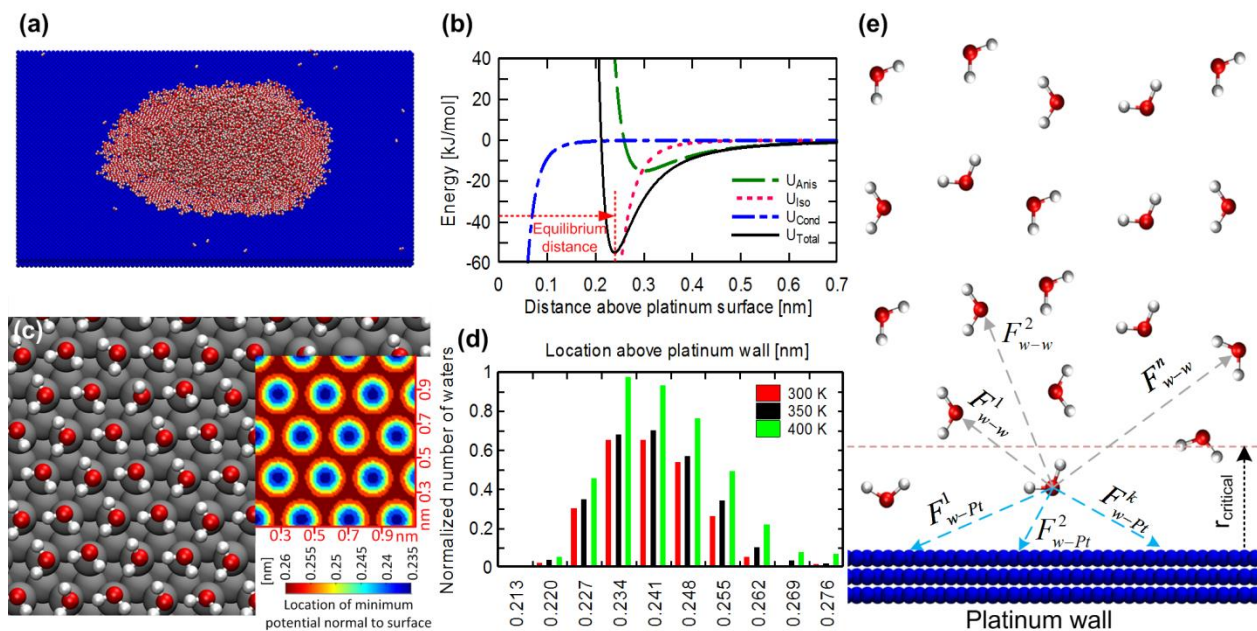 (a)
(b)
40
20
0
-20
-40
-60
Energy [kJ/mol]
U_Anis
U_Iso
U_Cond
U_Total
Equilibrium
distance
0 0.1 0.2 0.3 0.4 0.5 0.6 0.7
Distance above platinum surface [nm]
(c)
0.9
0.7
0.5
0.3
nm
0.3 0.5 0.7 0.9 nm
[nm]
0.26
0.255
0.25
0.245
0.24
0.235
Location of minimum
potential normal to surface
(d)
Location above platinum wall [nm]
Normalized number of waters
1
0.8
0.6
0.4
0.2
0
300 K
350 K
400 K
0.213
0.220
0.227
0.234
0.241
0.248
0.255
0.262
0.269
0.276
(e)
F²w–w
F¹w–w
Fⁿw–w
r_critical
F¹w–Pt
F²w–Pt
Fᵏw–Pt
Platinum wall